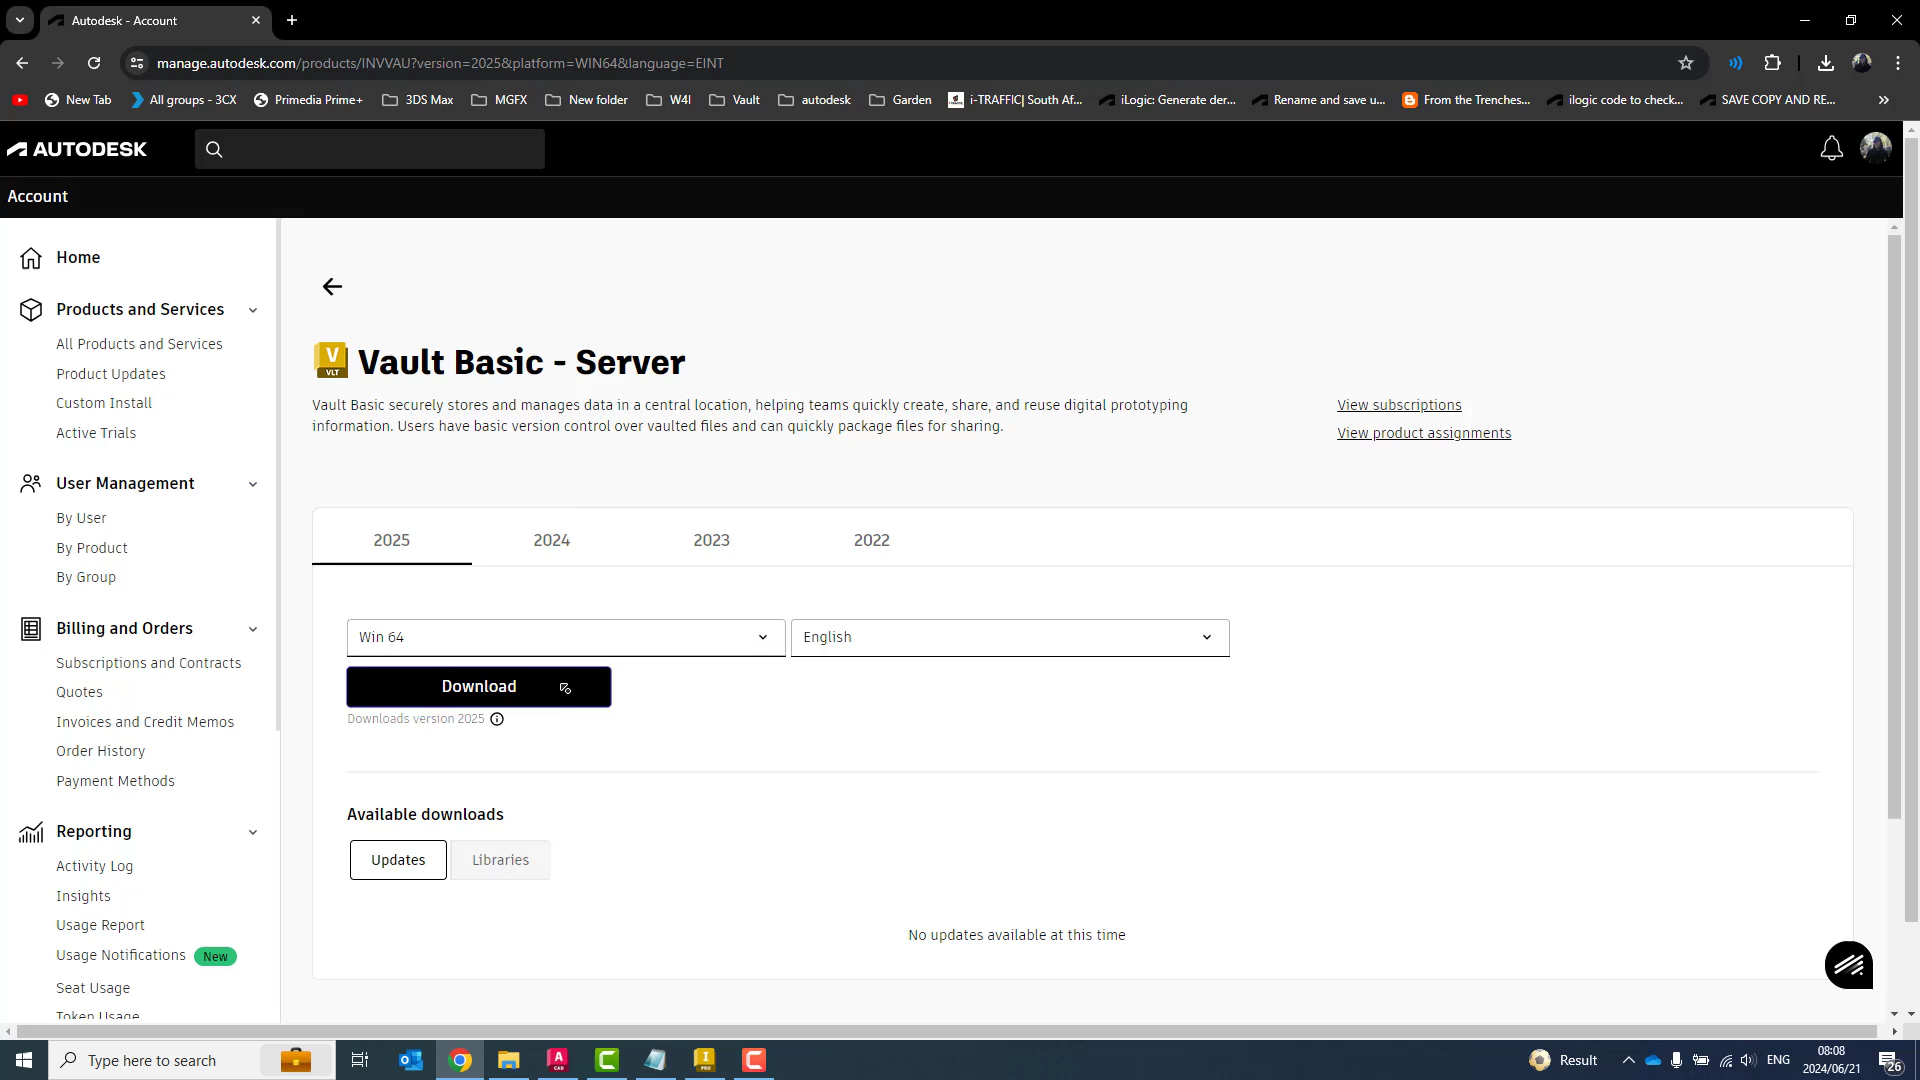 Autodesk - Account
manage.autodesk.com/products/INVVAU?version=2025&platform=WIN64&language=EINT
New Tab
All groups - 3CX
Primedia Prime+
3DS Max
MGFX
New folder
W4I
Vault
autodesk
Garden
i-TRAFFIC| South Af...
iLogic: Generate der...
Rename and save u...
From the Trenches...
ilogic code to check...
SAVE COPY AND RE...
AUTODESK
Account
Home
Products and Services
All Products and Services
Product Updates
Custom Install
Active Trials
User Management
By User
By Product
By Group
Billing and Orders
Subscriptions and Contracts
Quotes
Invoices and Credit Memos
Order History
Payment Methods
Reporting
Activity Log
Insights
Usage Report
Usage Notifications New
Seat Usage
Token Usage
V
VLT
Vault Basic - Server
Vault Basic securely stores and manages data in a central location, helping teams quickly create, share, and reuse digital prototyping
information. Users have basic version control over vaulted files and can quickly package files for sharing.
View subscriptions
View product assignments
2025 2024 2023 2022
Win 64
English
Download
Downloads version 2025
Available downloads
Updates
Libraries
No updates available at this time
Type here to search
Result
ENG
08:08
2024/06/21
26